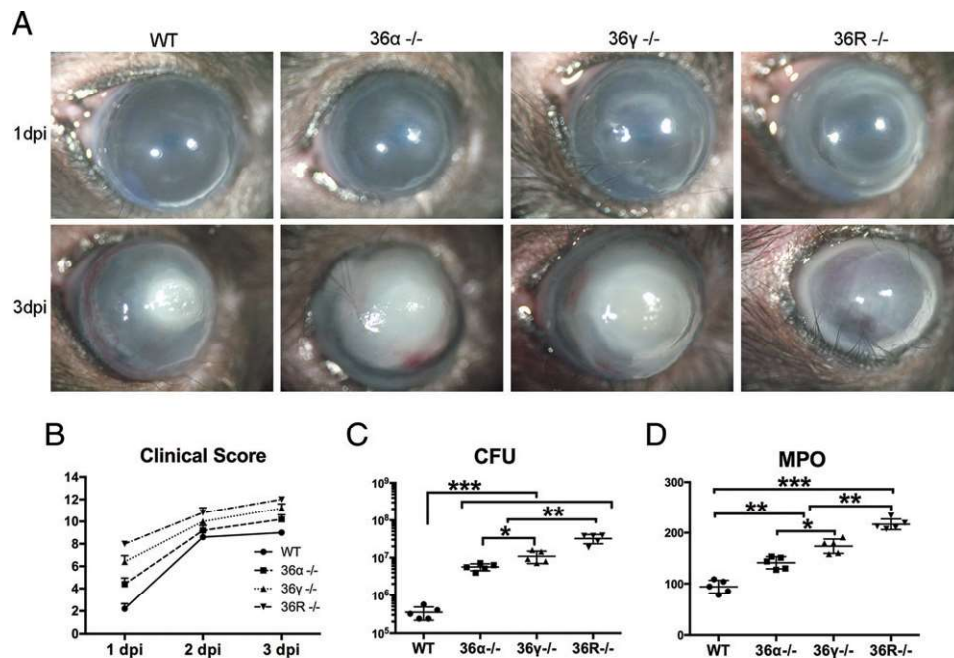 A
WT 36α -/- 36γ -/- 36R -/-
1dpi
3dpi
B
Clinical Score
14
12
10
8
6
4
2
0
WT
36α -/-
36γ -/-
36R -/-
1 dpi 2 dpi 3 dpi
C
CFU
10⁹
10⁸
10⁷
10⁶
10⁵
***
**
*
WT 36α-/- 36γ-/- 36R-/-
D
MPO
300
200
100
0
***
** **
*
WT 36α-/- 36γ-/- 36R-/-